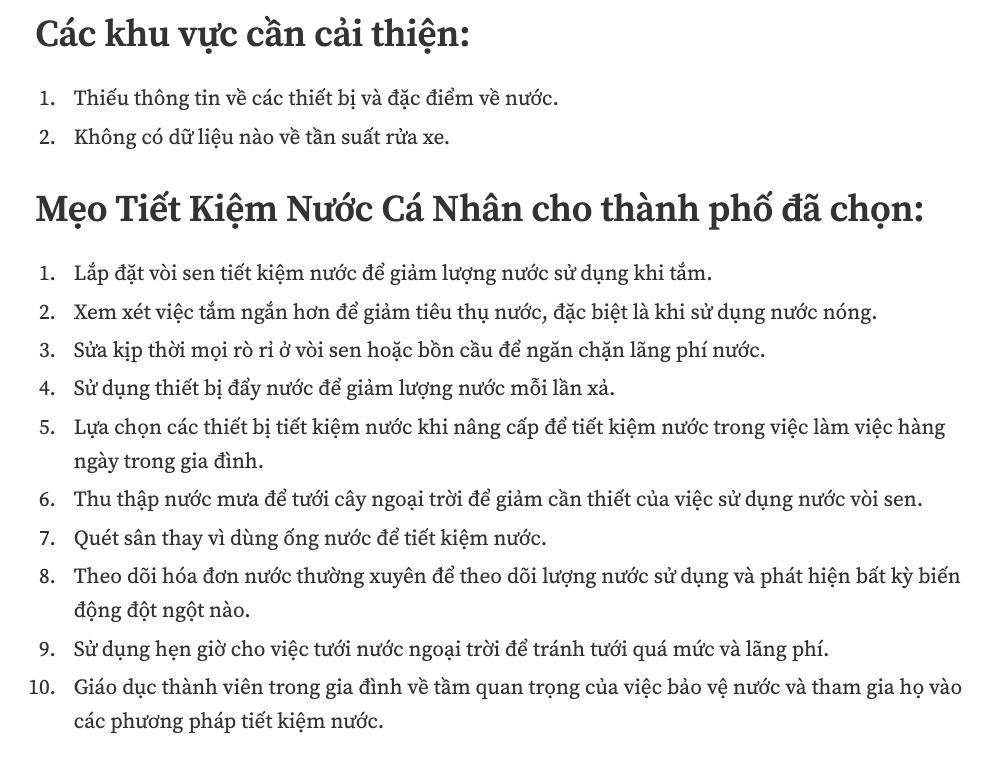 Các khu vực cần cải thiện:
1. Thiếu thông tin về các thiết bị và đặc điểm về nước.
2. Không có dữ liệu nào về tần suất rửa xe.
Mẹo Tiết Kiệm Nước Cá Nhân cho thành phố đã chọn:
1. Lắp đặt vòi sen tiết kiệm nước để giảm lượng nước sử dụng khi tắm.
2. Xem xét việc tắm ngắn hơn để giảm tiêu thụ nước, đặc biệt là khi sử dụng nước nóng.
3. Sửa kịp thời mọi rò rỉ ở vòi sen hoặc bồn cầu để ngăn chặn lãng phí nước.
4. Sử dụng thiết bị đẩy nước để giảm lượng nước mỗi lần xả.
5. Lựa chọn các thiết bị tiết kiệm nước khi nâng cấp để tiết kiệm nước trong việc làm việc hàng
ngày trong gia đình.
6. Thu thập nước mưa để tưới cây ngoại trời để giảm cần thiết của việc sử dụng nước vòi sen.
7. Quét sân thay vì dùng ống nước để tiết kiệm nước.
8. Theo dõi hóa đơn nước thường xuyên để theo dõi lượng nước sử dụng và phát hiện bất kỳ biến
động đột ngột nào.
9. Sử dụng hẹn giờ cho việc tưới nước ngoại trời để tránh tưới quá mức và lãng phí.
10. Giáo dục thành viên trong gia đình về tầm quan trọng của việc bảo vệ nước và tham gia họ vào
các phương pháp tiết kiệm nước.